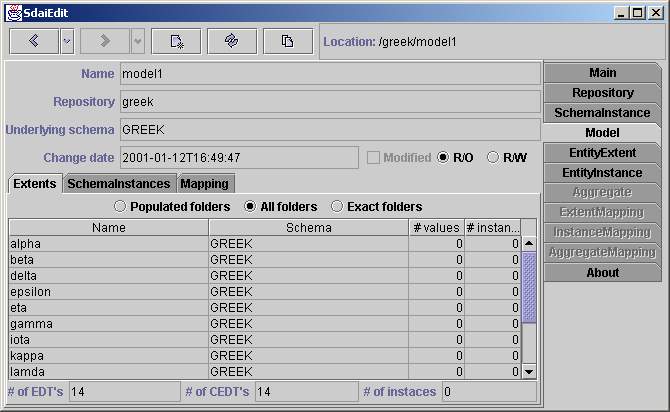 SdaiEdit
Location: /greek/model1
Name model1
Repository greek
Underlying schema GREEK
Change date 2001-01-12T16:49:47 Modified R/O R/W
Extents SchemaInstances Mapping
Populated folders All folders Exact folders
Name Schema # values # instan...
alpha GREEK 0 0
beta GREEK 0 0
delta GREEK 0 0
epsilon GREEK 0 0
eta GREEK 0 0
gamma GREEK 0 0
iota GREEK 0 0
kappa GREEK 0 0
lamda GREEK 0 0
# of EDT's 14 # of CEDT's 14 # of instaces 0
Main
Repository
SchemaInstance
Model
EntityExtent
EntityInstance
Aggregate
ExtentMapping
InstanceMapping
AggregateMapping
About